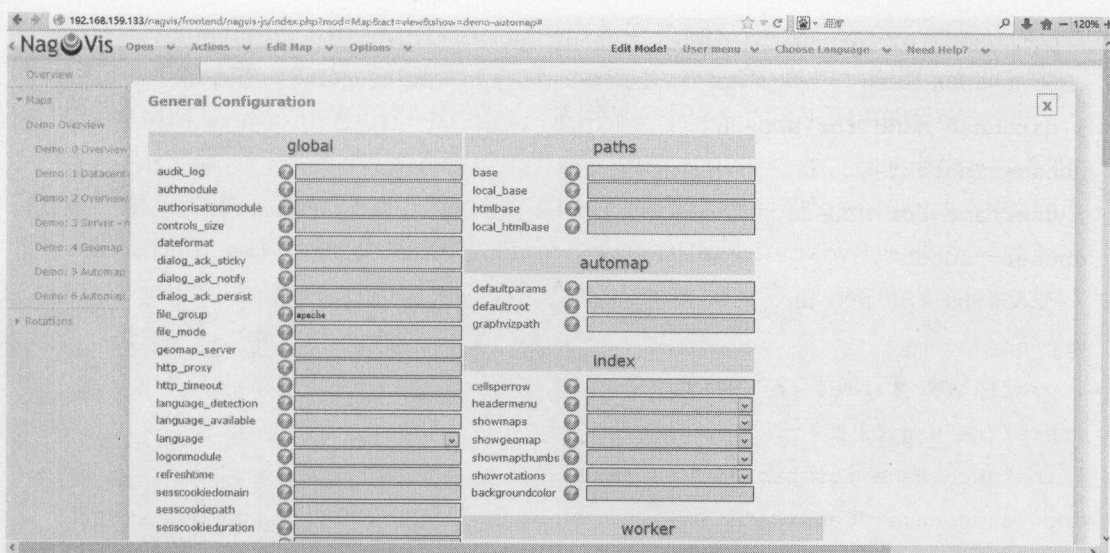 192.168.159.133/nagvis/frontend/nagvis-js/index.php?mod=Map&act=view&show=demo-automap#
120%
NagVis Open Actions Edit Map Options Edit Mode! User menu Choose Language Need Help?
Overview
Maps
Demo Overview
Demo: 0 Overview
Demo: 1 Datacent
Demo: 2 Overview
Demo: 3 Server - n
Demo: 4 Geomap
Demo: 5 Automap
Demo: 6 Automap
Rotations
General Configuration
x
global
audit_log
authmodule
authorisationmodule
controls_size
dateformat
dialog_ack_sticky
dialog_ack_notify
dialog_ack_persist
file_group apache
file_mode
geomap_server
http_proxy
http_timeout
language_detection
language_available
language
logonmodule
refreshtime
sesscookiedomain
sesscookiepath
sesscookieduration
paths
base
local_base
htmlbase
local_htmlbase
automap
defaultparams
defaultroot
graphvizpath
index
cellsperrow
headermenu
showmaps
showgeomap
showmapthumbs
showrotations
backgroundcolor
worker